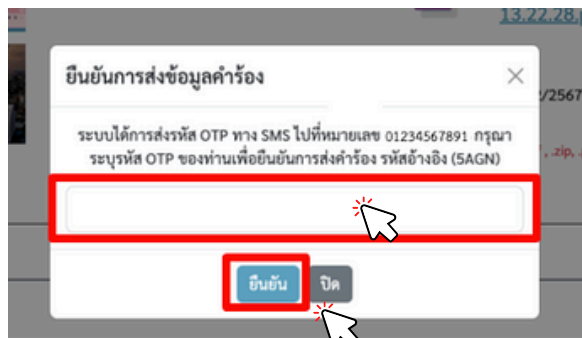 13.22.28.
ยืนยันการส่งข้อมูลคำร้อง
/2567
ระบบได้การส่งรหัส OTP ทาง SMS ไปที่หมายเลข 01234567891 กรุณา
ระบุรหัส OTP ของท่านเพื่อยืนยันการส่งคำร้อง รหัสอ้างอิง (5AGN)
, .zip, .
ยืนยัน ปิด